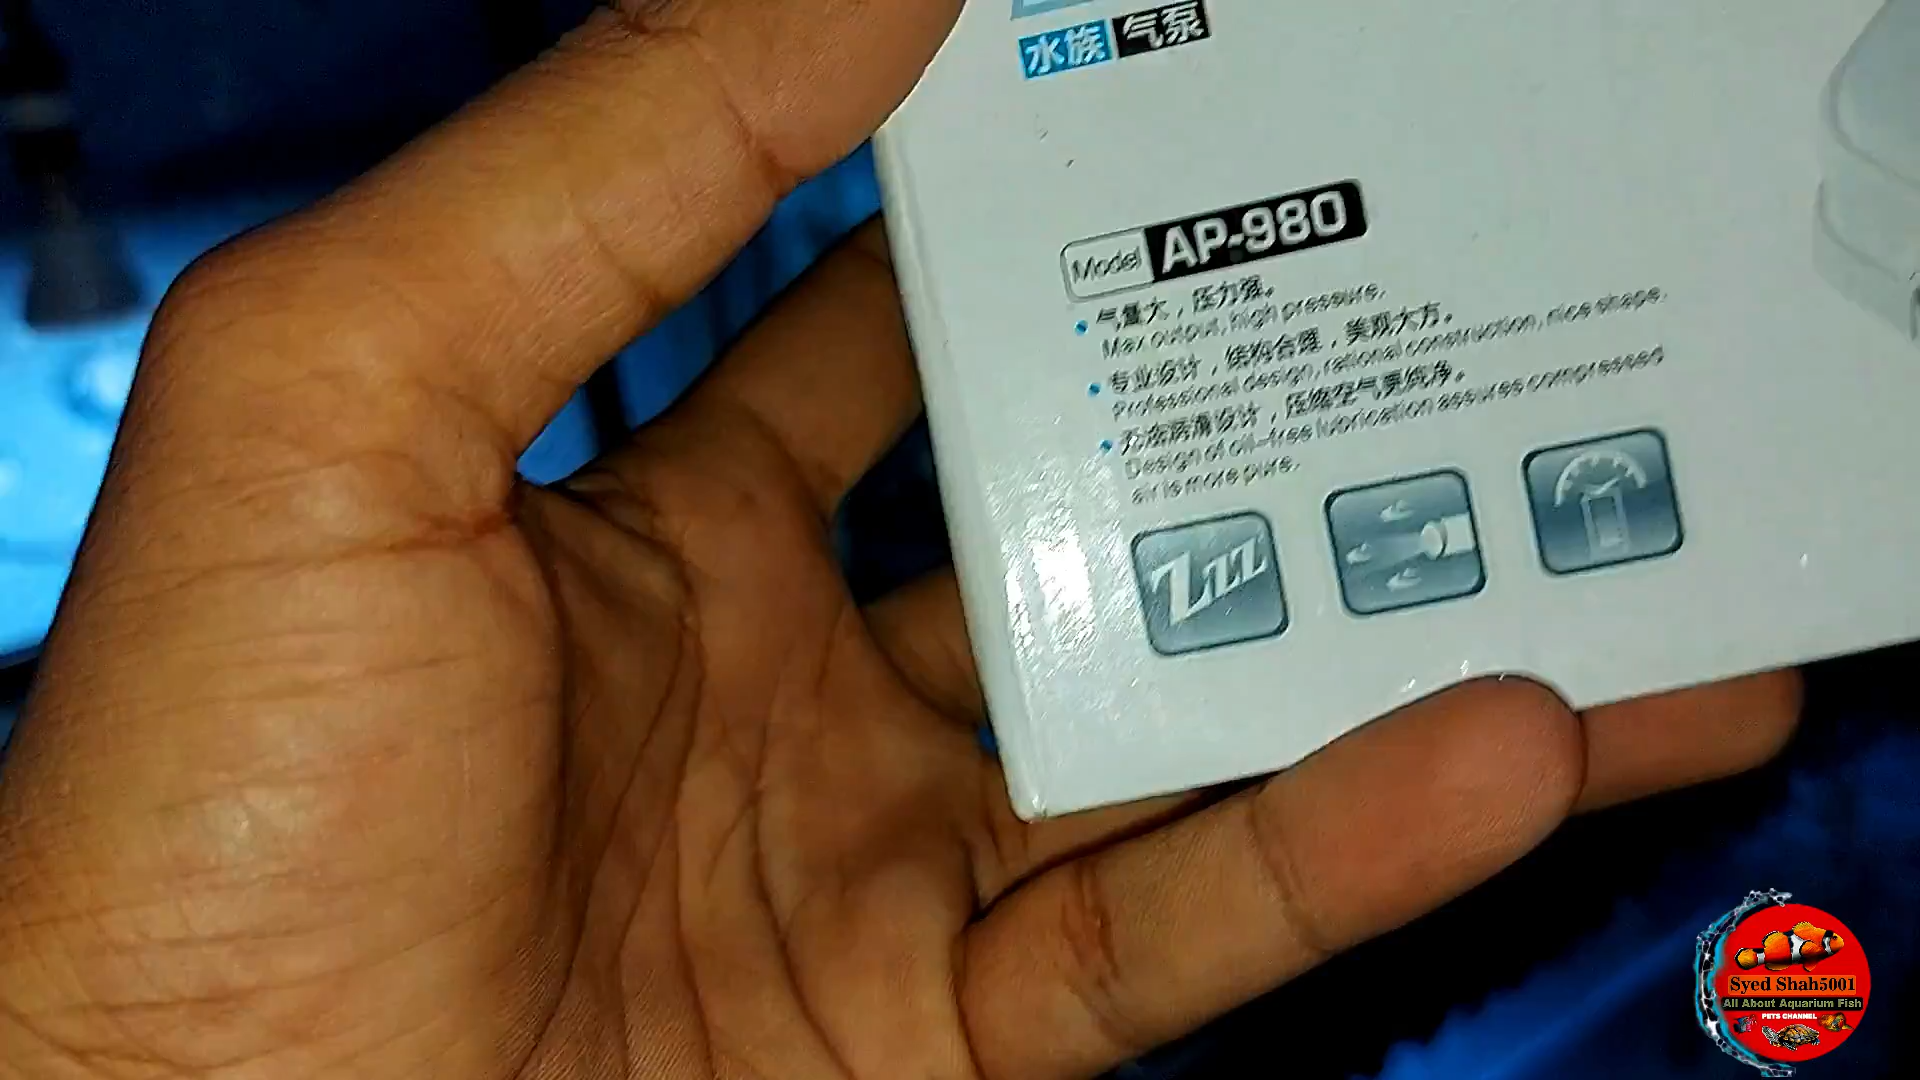 水族 气泵
Model AP-980
• 气量大，压力强。
Max output, high pressure.
• 专业设计，结构合理，美观大方。
Professional design, rational construction, nice shape.
• 无油润滑设计，压缩空气更纯净。
Design of oil-free lubrication assures compressed
air is more pure.
Zzzz
Syed Shah5001
All About Aquarium Fish
PETS CHANNEL